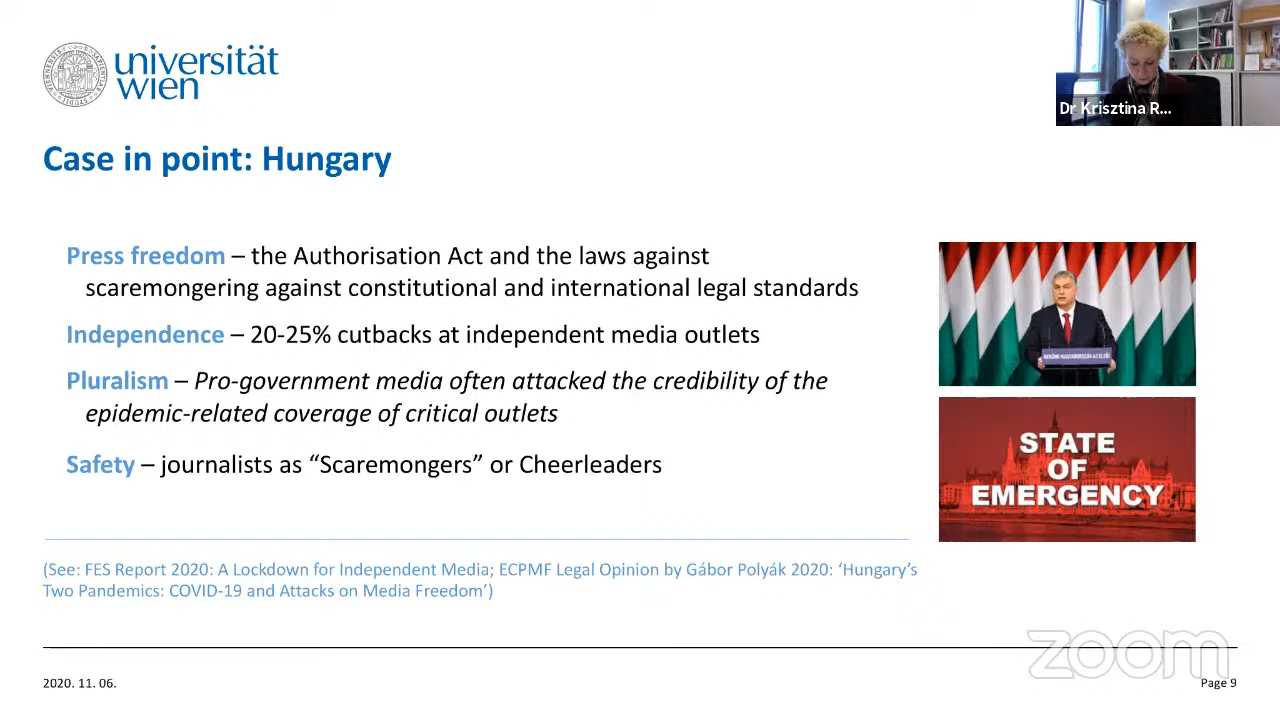 universität
wien
Dr Krisztina R...
Case in point: Hungary
Press freedom – the Authorisation Act and the laws against
scaremongering against constitutional and international legal standards
Independence – 20-25% cutbacks at independent media outlets
Pluralism – Pro-government media often attacked the credibility of the
epidemic-related coverage of critical outlets
Safety – journalists as “Scaremongers” or Cheerleaders
STATE
OF
EMERGENCY
(See: FES Report 2020: A Lockdown for Independent Media; ECPMF Legal Opinion by Gábor Polyák 2020: ‘Hungary’s
Two Pandemics: COVID-19 and Attacks on Media Freedom’)
zoom
2020. 11. 06.
Page 9